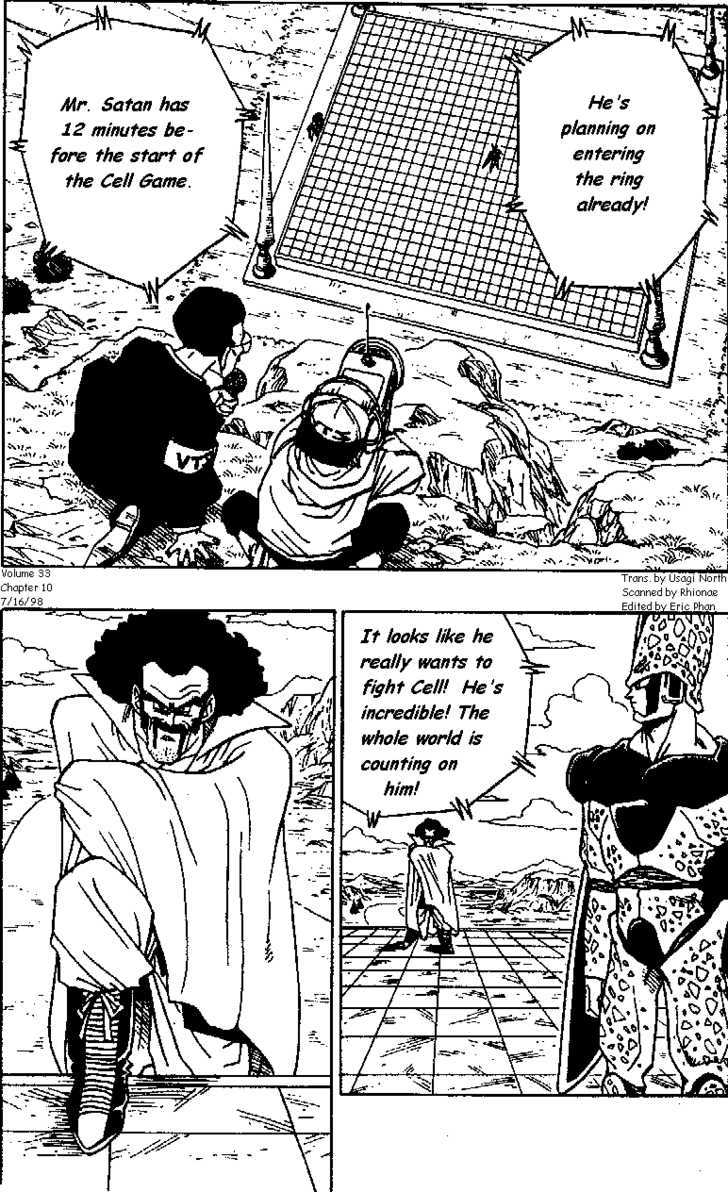 Mr. Satan has
12 minutes be-
fore the start of
the Cell Game.
He's
planning on
entering
the ring
already!
VTS
VTS
Volume 33
Chapter 10
7/16/98
Trans. by Usagi North
Scanned by Rhionae
Edited by Eric Phan
It looks like he
really wants to
fight Cell! He's
incredible! The
whole world is
counting on
him!